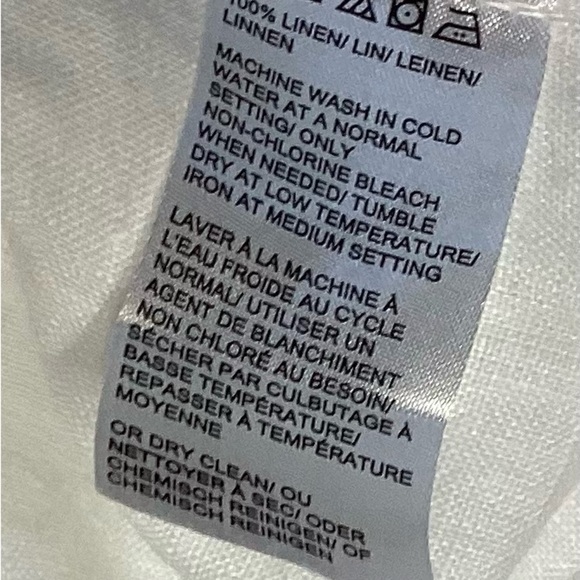 100% LINEN/ LIN/ LEINEN/
LINNEN
MACHINE WASH IN COLD
WATER AT A NORMAL
SETTING/ ONLY
NON-CHLORINE BLEACH
WHEN NEEDED/ TUMBLE
DRY AT LOW TEMPERATURE/
IRON AT MEDIUM SETTING
LAVER À LA MACHINE À
L'EAU FROIDE AU CYCLE
NORMAL/ UTILISER UN
AGENT DE BLANCHIMENT
NON CHLORÉ AU BESOIN/
SÉCHER PAR CULBUTAGE À
BASSE TEMPÉRATURE/
REPASSER À TEMPÉRATURE
MOYENNE
OR DRY CLEAN/ OU
NETTOYER À SEC/ ODER
CHEMISCH REINIGEN/ OF
CHEMISCH REINIGEN